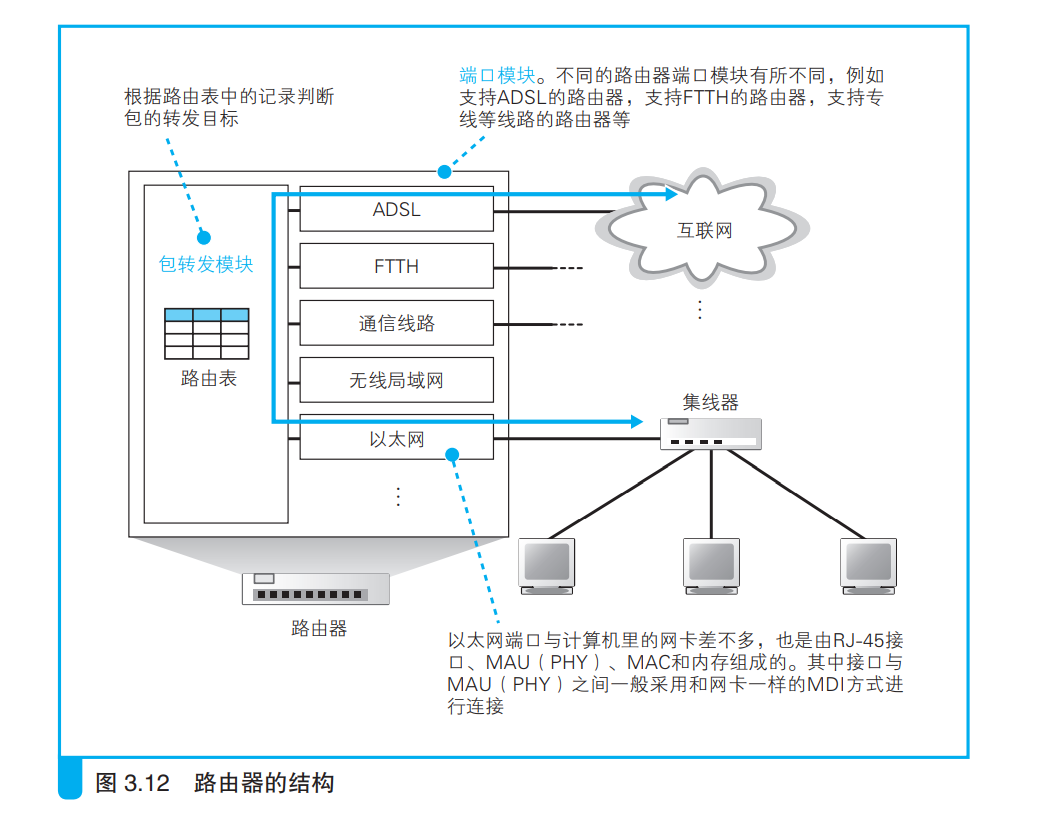 根据路由表中的记录判断
包的转发目标
端口模块。不同的路由器端口模块有所不同，例如
支持ADSL的路由器，支持FTTH的路由器，支持专
线等线路的路由器等
包转发模块
路由表
ADSL
FTTH
通信线路
无线局域网
以太网
⋮
互联网
⋮
集线器
路由器
以太网端口与计算机里的网卡差不多，也是由RJ-45接
口、MAU（PHY）、MAC和内存组成的。其中接口与
MAU（PHY）之间一般采用和网卡一样的MDI方式进
行连接
图 3.12 路由器的结构